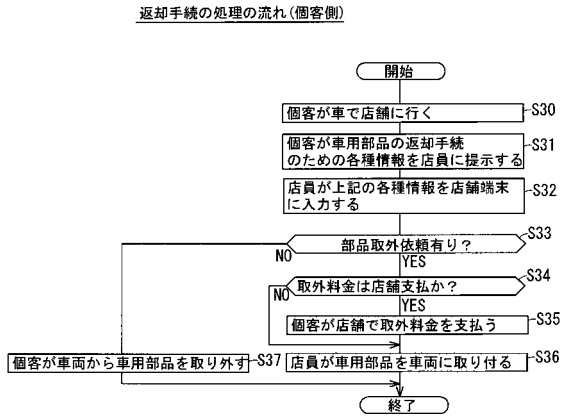 返却手続の処理の流れ(個客側)
開始
個客が車で店舗に行く
S30
個客が車用部品の返却手続
のための各種情報を店員に提示する
S31
店員が上記の各種情報を店舗端末
に入力する
S32
部品取外依頼有り?
S33
NO
YES
取外料金は店舗支払か?
S34
NO
YES
個客が店舗で取外料金を支払う
S35
個客が車両から車用部品を取り外す
S37
店員が車用部品を車両に取り付る
S36
終了